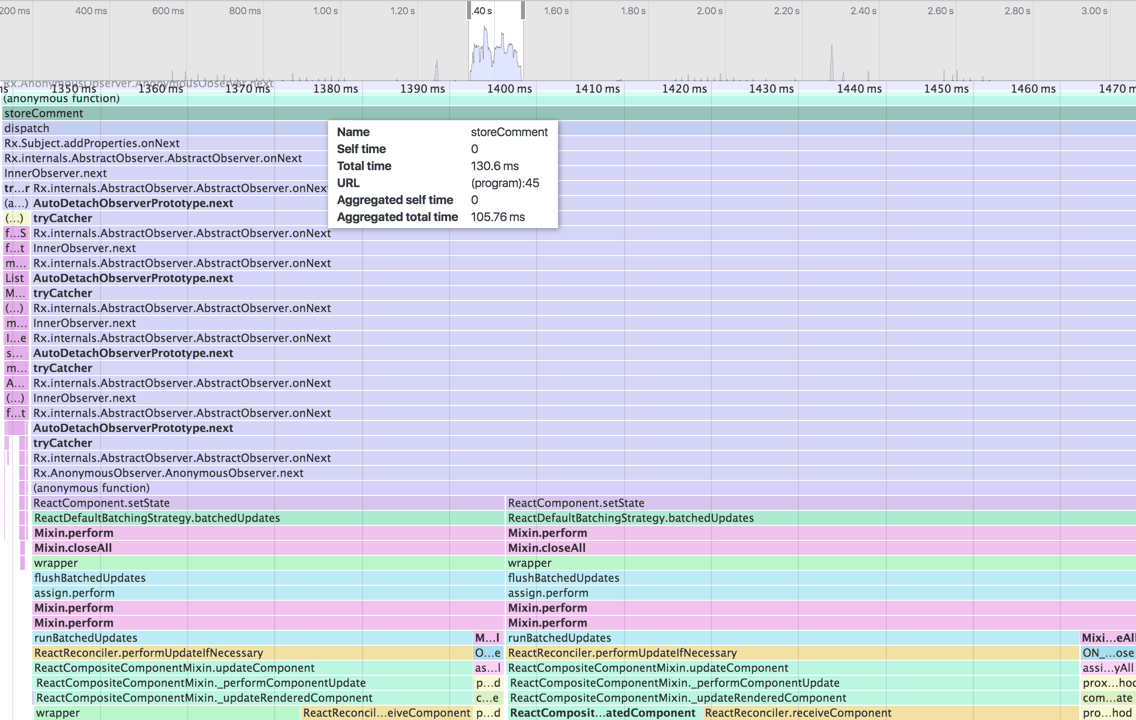 200 ms 400 ms 600 ms 800 ms 1.00 s 1.20 s .40 s 1.60 s 1.80 s 2.00 s 2.20 s 2.40 s 2.60 s 2.80 s 3.00 s
Rx.AnonymousObserver.AnonymousObserver.next
ms 1350 ms 1360 ms 1370 ms 1380 ms 1390 ms 1400 ms 1410 ms 1420 ms 1430 ms 1440 ms 1450 ms 1460 ms 1470 m
(anonymous function)
storeComment
dispatch
Rx.Subject.addProperties.onNext
Rx.internals.AbstractObserver.AbstractObserver.onNext
InnerObserver.next
tr...r Rx.internals.AbstractObserver.AbstractObserver.onNex
(a...) AutoDetachObserverPrototype.next
(...) tryCatcher
f...S Rx.internals.AbstractObserver.AbstractObserver.onNext
f...t InnerObserver.next
m... Rx.internals.AbstractObserver.AbstractObserver.onNext
List AutoDetachObserverPrototype.next
M... tryCatcher
(...) Rx.internals.AbstractObserver.AbstractObserver.onNext
m... InnerObserver.next
I...e Rx.internals.AbstractObserver.AbstractObserver.onNext
s... AutoDetachObserverPrototype.next
m... tryCatcher
A... Rx.internals.AbstractObserver.AbstractObserver.onNext
(...) InnerObserver.next
f...t Rx.internals.AbstractObserver.AbstractObserver.onNext
AutoDetachObserverPrototype.next
tryCatcher
Rx.internals.AbstractObserver.AbstractObserver.onNext
Rx.AnonymousObserver.AnonymousObserver.next
(anonymous function)
ReactComponent.setState ReactComponent.setState
ReactDefaultBatchingStrategy.batchedUpdates ReactDefaultBatchingStrategy.batchedUpdates
Mixin.perform Mixin.perform
Mixin.closeAll Mixin.closeAll
wrapper wrapper
flushBatchedUpdates flushBatchedUpdates
assign.perform assign.perform
Mixin.perform Mixin.perform
Mixin.perform Mixin.perform
runBatchedUpdates M...l runBatchedUpdates Mixi...eAll
ReactReconciler.performUpdateIfNecessary O...e ReactReconciler.performUpdateIfNecessary ON_...ose
ReactCompositeComponentMixin.updateComponent as...l ReactCompositeComponentMixin.updateComponent assi...yAll
ReactCompositeComponentMixin._performComponentUpdate p...d ReactCompositeComponentMixin._performComponentUpdate prox...hod
ReactCompositeComponentMixin._updateRenderedComponent c...e ReactCompositeComponentMixin._updateRenderedComponent com...ate
wrapper ReactReconcil...eiveComponent p...d ReactComposit...atedComponent ReactReconciler.receiveComponent pro...hod
Name storeComment
Self time 0
Total time 130.6 ms
URL (program):45
Aggregated self time 0
Aggregated total time 105.76 ms